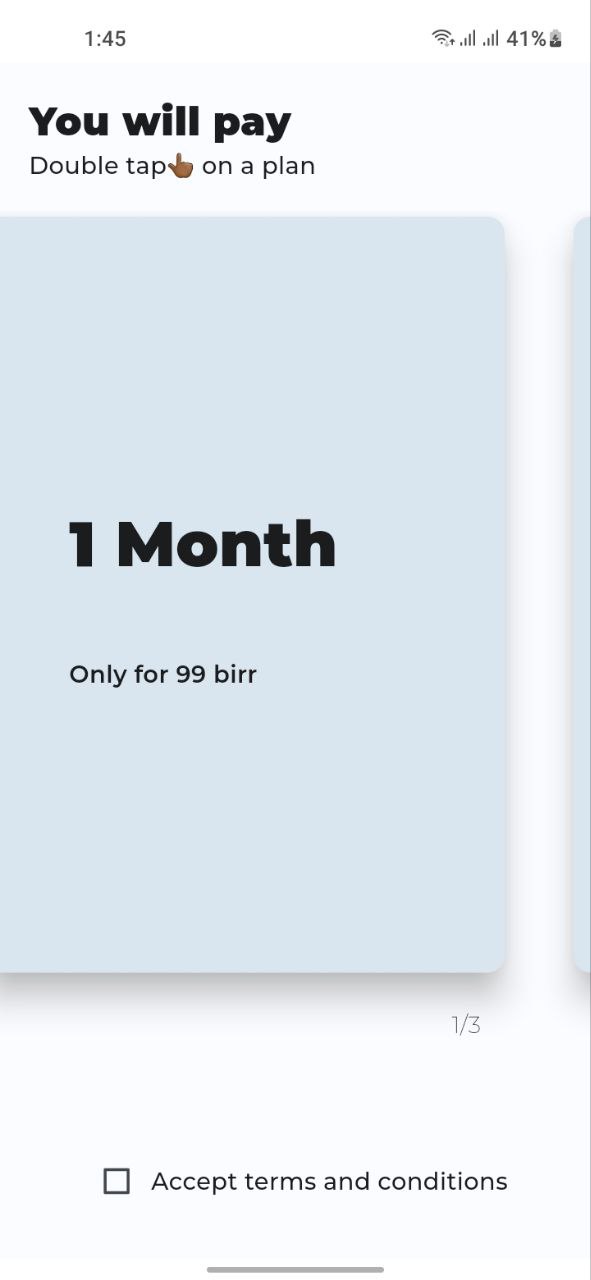 1:45 41%
You will pay
Double tap👆🏾 on a plan
1 Month
Only for 99 birr
1/3
Accept terms and conditions